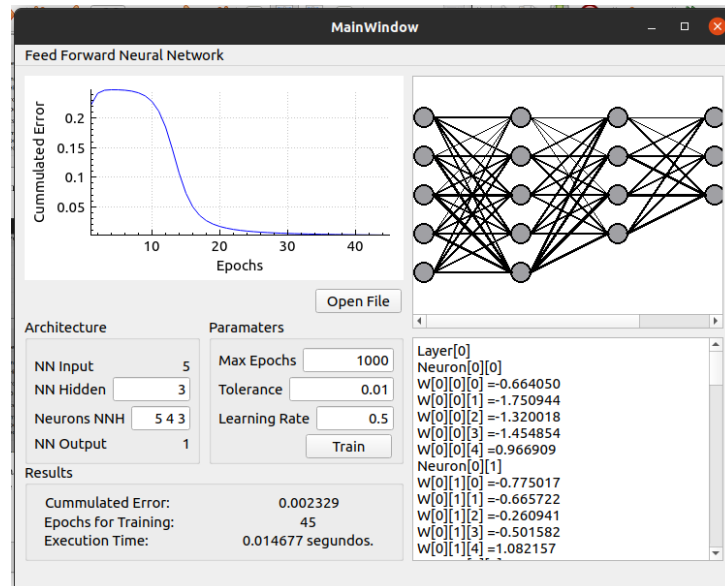 MainWindow
Feed Forward Neural Network
Cummulated Error
0.2
0.15
0.1
0.05
10 20 30 40
Epochs
Open File
Architecture
NN Input 5
NN Hidden 3
Neurons NNH 5 4 3
NN Output 1
Paramaters
Max Epochs 1000
Tolerance 0.01
Learning Rate 0.5
Train
Results
Cummulated Error: 0.002329
Epochs for Training: 45
Execution Time: 0.014677 segundos.
Layer[0]
Neuron[0][0]
W[0][0][0] =-0.664050
W[0][0][1] =-1.750944
W[0][0][2] =-1.320018
W[0][0][3] =-1.454854
W[0][0][4] =0.966909
Neuron[0][1]
W[0][1][0] =-0.775017
W[0][1][1] =-0.665722
W[0][1][2] =-0.260941
W[0][1][3] =-0.501582
W[0][1][4] =1.082157